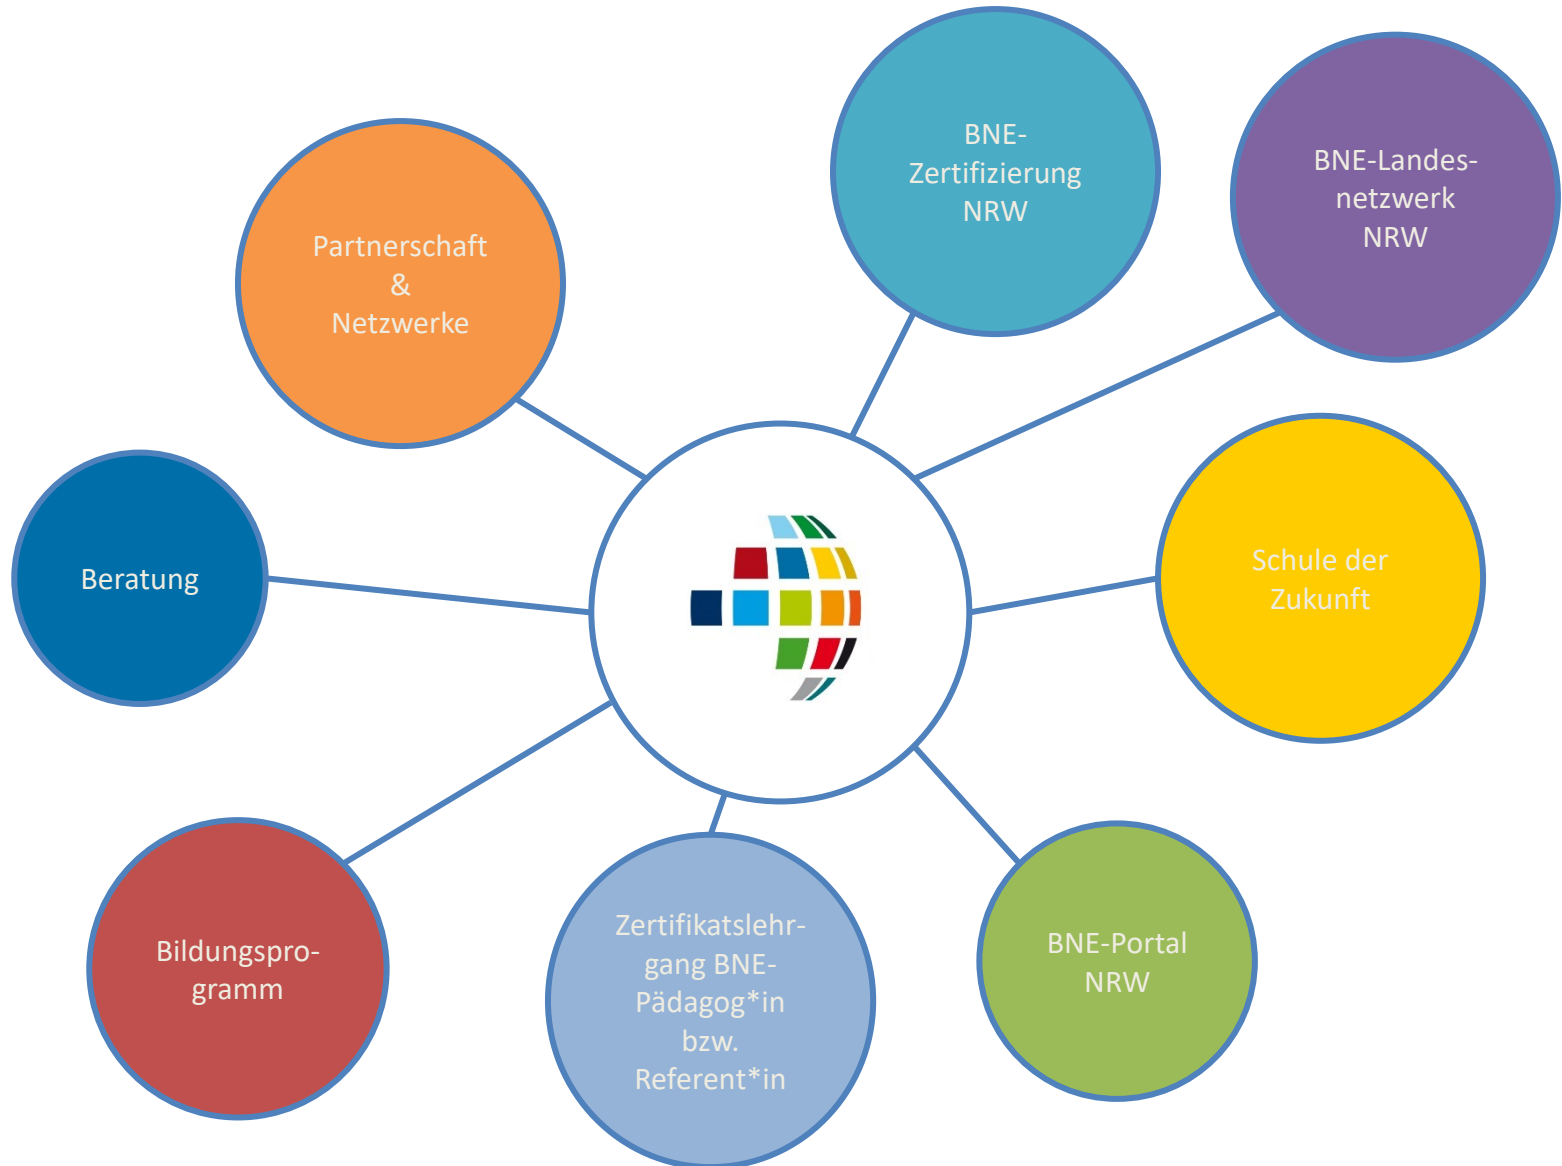 BNE-
Zertifizierung
NRW
BNE-Landes-
netzwerk
NRW
Partnerschaft
&
Netzwerke
Schule der
Zukunft
Beratung
Bildungspro-
gramm
Zertifikatslehr-
gang BNE-
Pädagog*in
bzw.
Referent*in
BNE-Portal
NRW